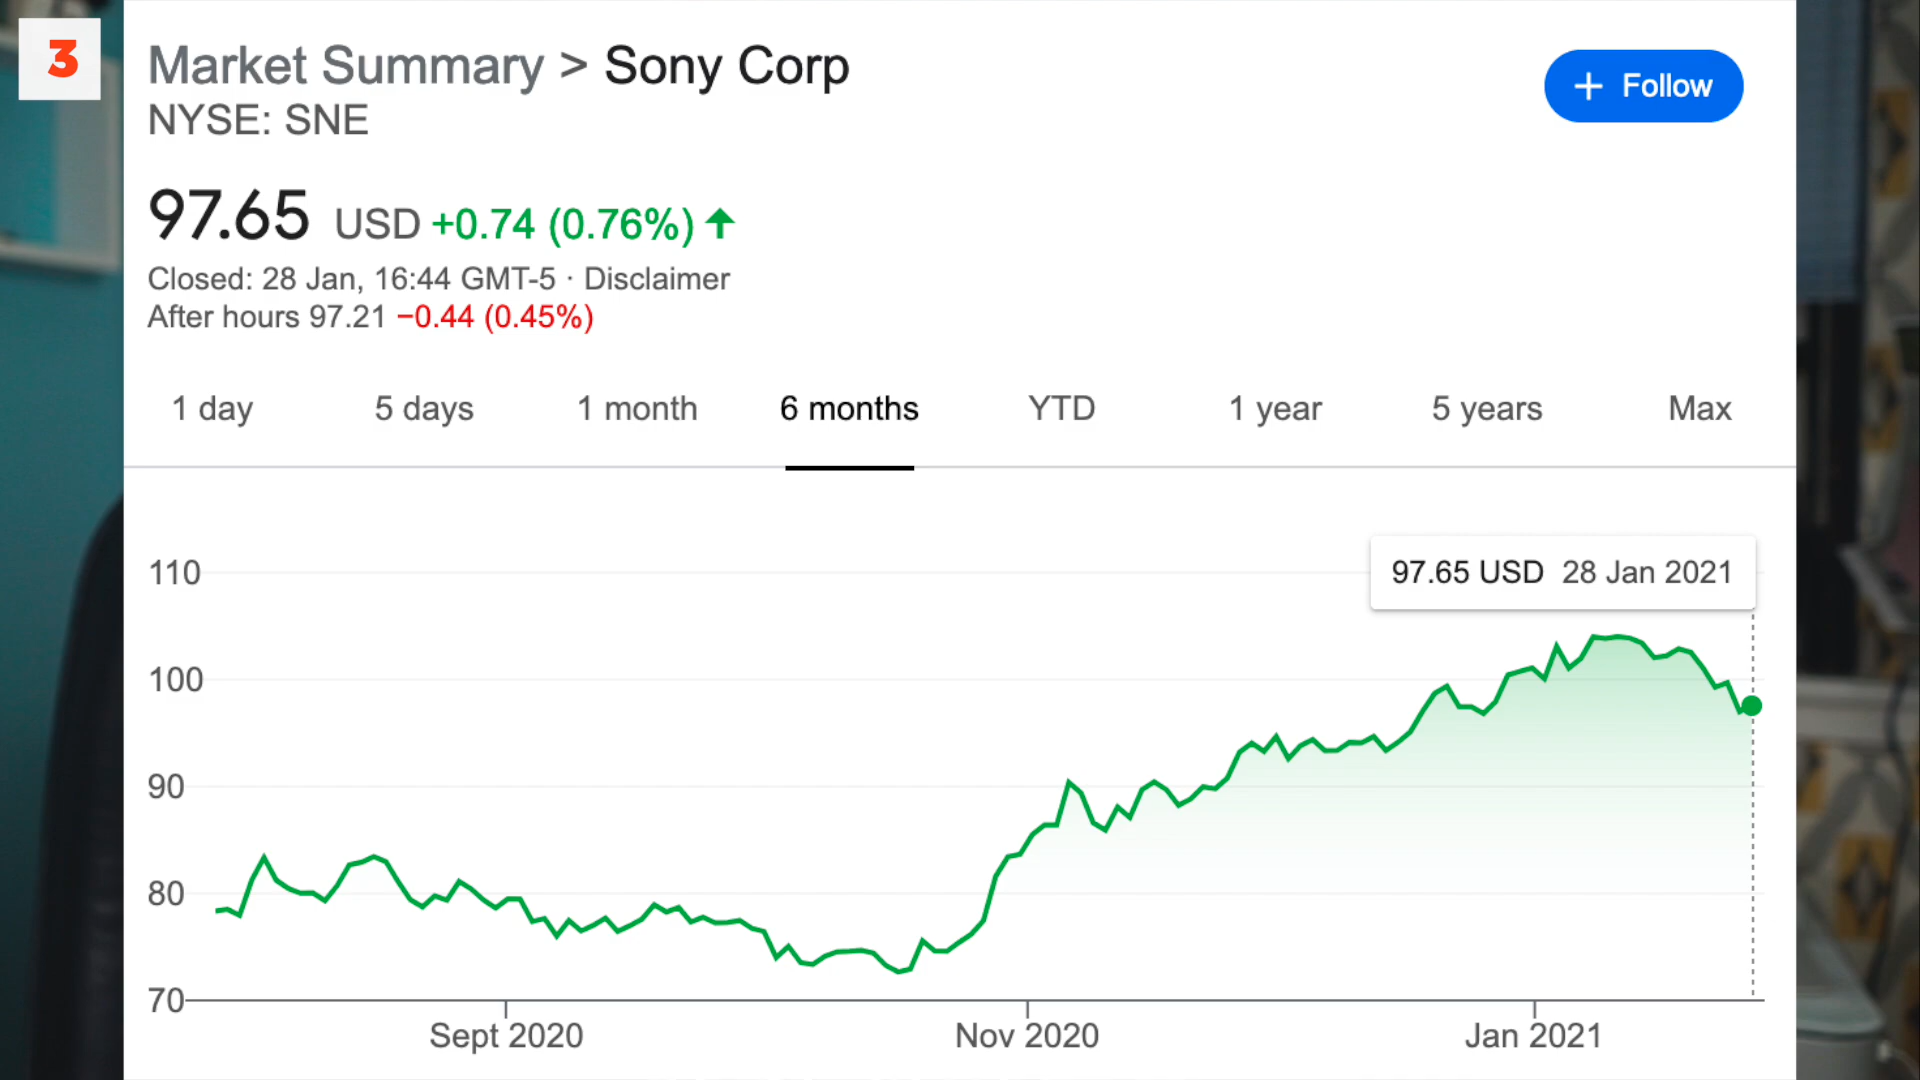 3
Market Summary > Sony Corp
NYSE: SNE
+ Follow
97.65 USD +0.74 (0.76%)
Closed: 28 Jan, 16:44 GMT-5 · Disclaimer
After hours 97.21 −0.44 (0.45%)
1 day 5 days 1 month 6 months YTD 1 year 5 years Max
97.65 USD 28 Jan 2021
110
100
90
80
70
Sept 2020 Nov 2020 Jan 2021